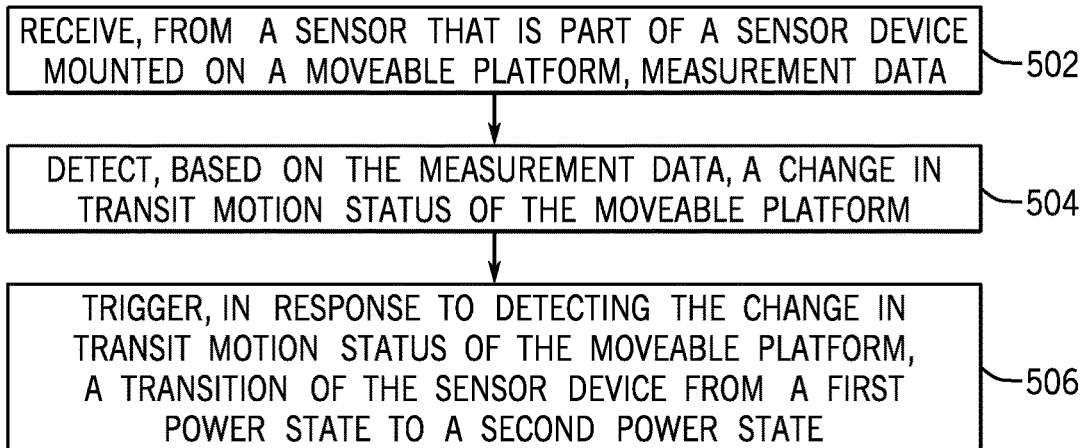 RECEIVE, FROM A SENSOR THAT IS PART OF A SENSOR DEVICE
MOUNTED ON A MOVEABLE PLATFORM, MEASUREMENT DATA
502
DETECT, BASED ON THE MEASUREMENT DATA, A CHANGE IN
TRANSIT MOTION STATUS OF THE MOVEABLE PLATFORM
504
TRIGGER, IN RESPONSE TO DETECTING THE CHANGE IN
TRANSIT MOTION STATUS OF THE MOVEABLE PLATFORM,
A TRANSITION OF THE SENSOR DEVICE FROM A FIRST
POWER STATE TO A SECOND POWER STATE
506